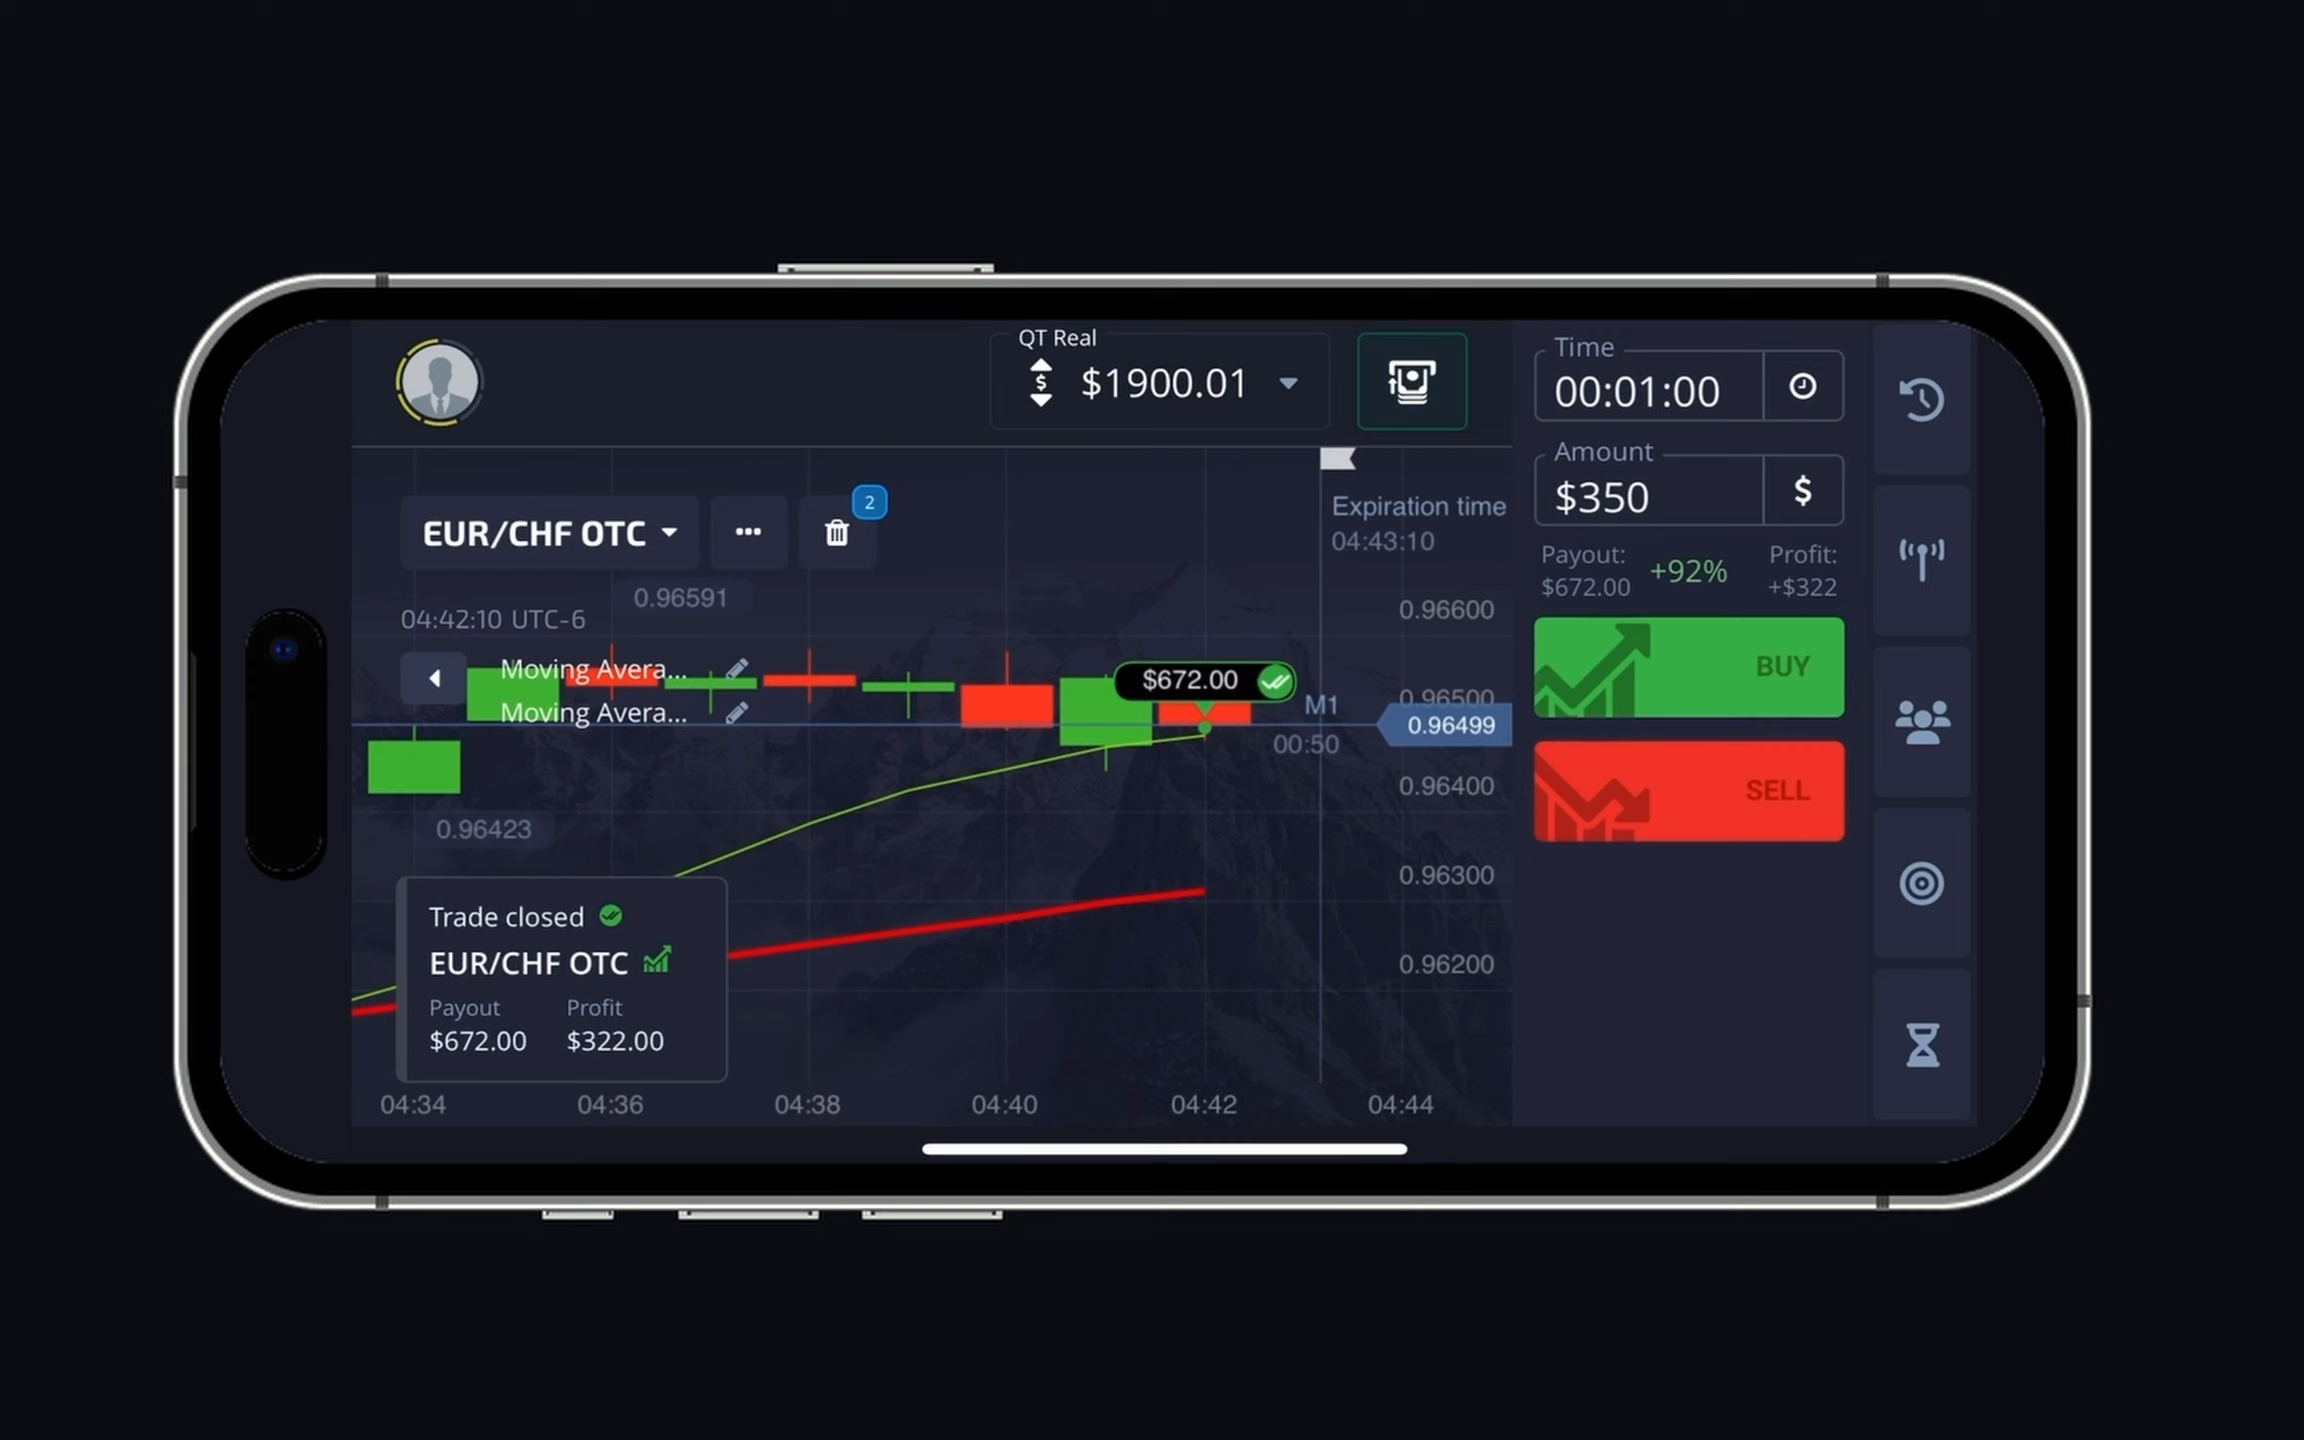 QT Real
$
$1900.01
Time
00:01:00
Amount
$350
$
Payout:
$672.00
+92%
Profit:
+$322
BUY
SELL
EUR/CHF OTC
2
04:42:10 UTC-6
0.96591
Moving Avera...
Moving Avera...
$672.00
Expiration time
04:43:10
M1
00:50
0.96600
0.96500
0.96499
0.96400
0.96300
0.96200
0.96423
Trade closed
EUR/CHF OTC
Payout
Profit
$672.00
$322.00
04:34
04:36
04:38
04:40
04:42
04:44